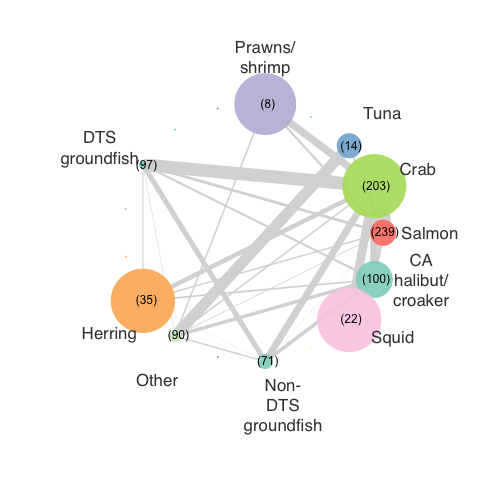 Prawns/
shrimp
(8)
Tuna
(14)
DTS
groundfish
(97)
Crab
(203)
Salmon
(239)
CA
halibut/
croaker
(100)
(35)
Herring
(22)
Squid
(90)
Other
(71)
Non-
DTS
groundfish